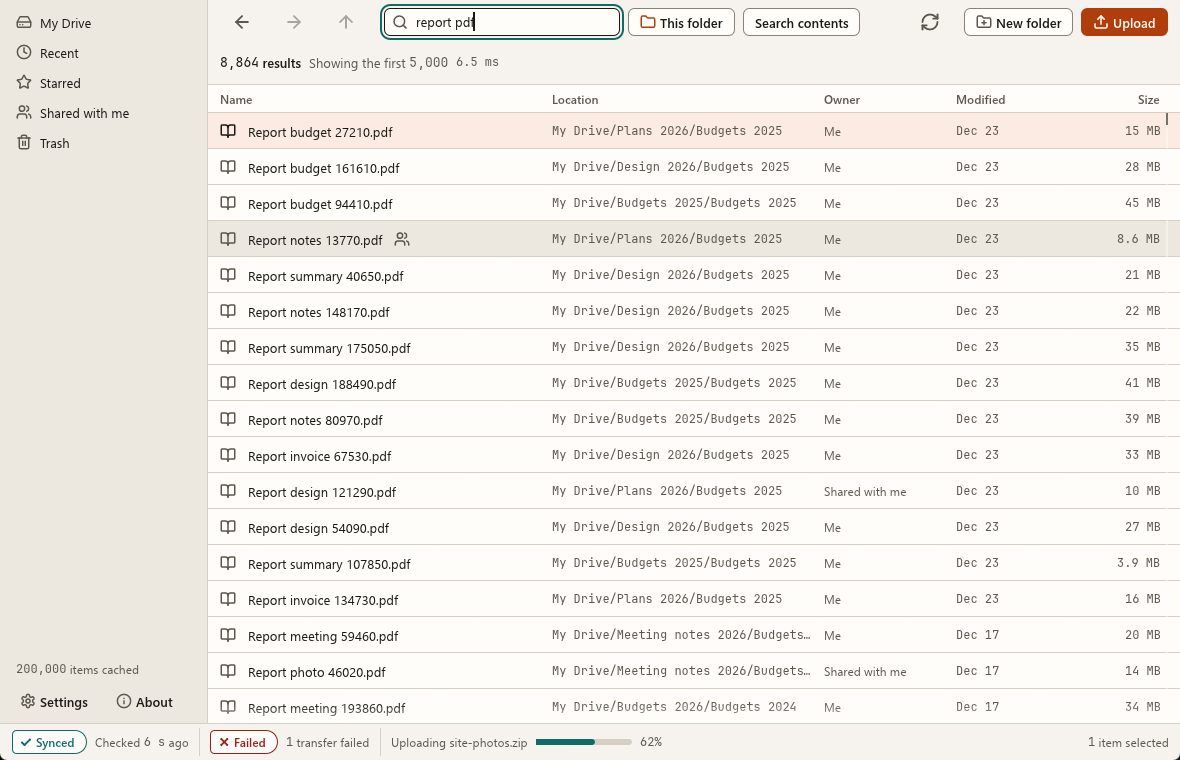 My Drive
Recent
Starred
Shared with me
Trash
200,000 items cached
Settings About
report pdf This folder Search contents New folder Upload
8,864 results Showing the first 5,000 6.5 ms
Name Location Owner Modified Size
Report budget 27210.pdf My Drive/Plans 2026/Budgets 2025 Me Dec 23 15 MB
Report budget 161610.pdf My Drive/Design 2026/Budgets 2025 Me Dec 23 28 MB
Report budget 94410.pdf My Drive/Budgets 2025/Budgets 2025 Me Dec 23 45 MB
Report notes 13770.pdf My Drive/Plans 2026/Budgets 2025 Me Dec 23 8.6 MB
Report summary 40650.pdf My Drive/Design 2026/Budgets 2025 Me Dec 23 21 MB
Report notes 148170.pdf My Drive/Design 2026/Budgets 2025 Me Dec 23 22 MB
Report summary 175050.pdf My Drive/Design 2026/Budgets 2025 Me Dec 23 35 MB
Report design 188490.pdf My Drive/Budgets 2025/Budgets 2025 Me Dec 23 41 MB
Report notes 80970.pdf My Drive/Budgets 2025/Budgets 2025 Me Dec 23 39 MB
Report invoice 67530.pdf My Drive/Design 2026/Budgets 2025 Me Dec 23 33 MB
Report design 121290.pdf My Drive/Plans 2026/Budgets 2025 Shared with me Dec 23 10 MB
Report design 54090.pdf My Drive/Design 2026/Budgets 2025 Me Dec 23 27 MB
Report summary 107850.pdf My Drive/Budgets 2025/Budgets 2025 Me Dec 23 3.9 MB
Report invoice 134730.pdf My Drive/Plans 2026/Budgets 2025 Me Dec 23 16 MB
Report meeting 59460.pdf My Drive/Meeting notes 2026/Budgets… Me Dec 17 20 MB
Report photo 46020.pdf My Drive/Meeting notes 2026/Budgets… Shared with me Dec 17 14 MB
Report meeting 193860.pdf My Drive/Budgets 2026/Budgets 2024 Me Dec 17 34 MB
Synced Checked 6 s ago Failed 1 transfer failed Uploading site-photos.zip 62% 1 item selected